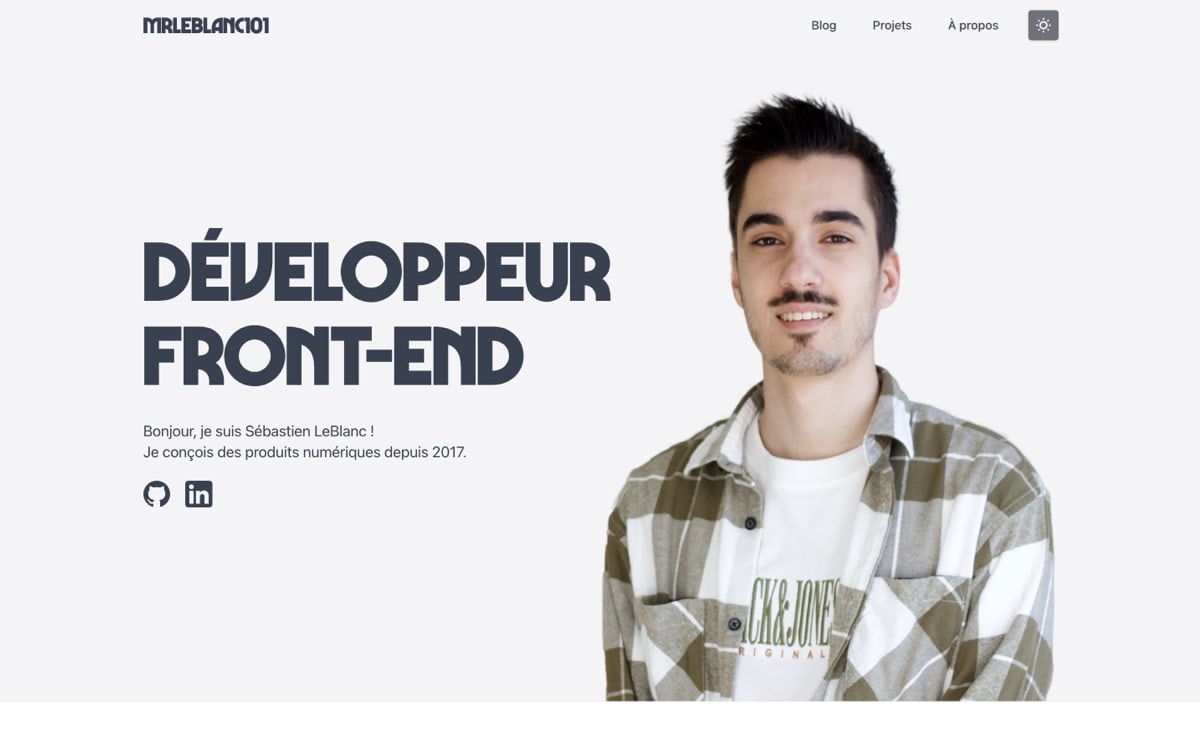 MRLEBLANC101
Blog
Projets
À propos
DÉVELOPPEUR
FRONT-END
Bonjour, je suis Sébastien LeBlanc !
Je conçois des produits numériques depuis 2017.
in
CK&JONES
RIGINAL